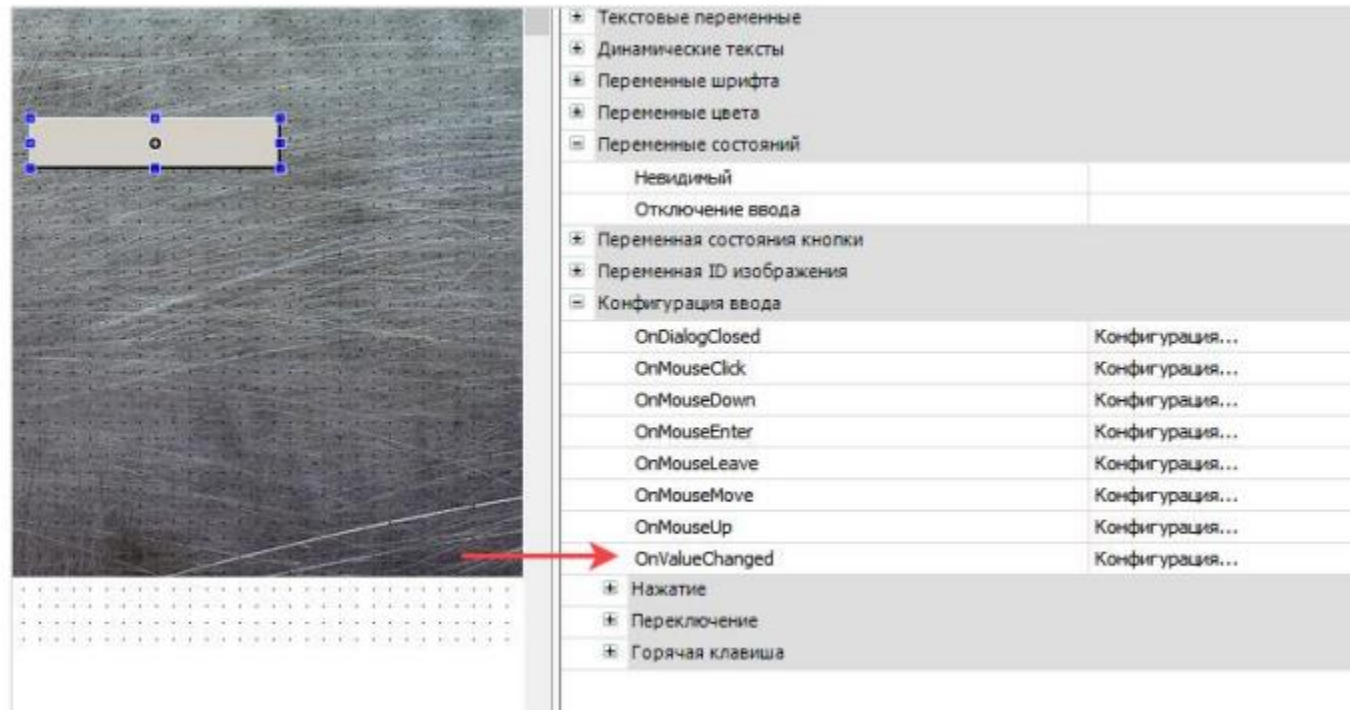 Текстовые переменные
Динамические тексты
Переменные шрифта
Переменные цвета
Переменные состояний
Невидимый
Отключение ввода
Переменная состояния кнопки
Переменная ID изображения
Конфигурация ввода
OnDialogClosed Конфигурация...
OnMouseClick Конфигурация...
OnMouseDown Конфигурация...
OnMouseEnter Конфигурация...
OnMouseLeave Конфигурация...
OnMouseMove Конфигурация...
OnMouseUp Конфигурация...
OnValueChanged Конфигурация...
Нажатие
Переключение
Горячая клавиша